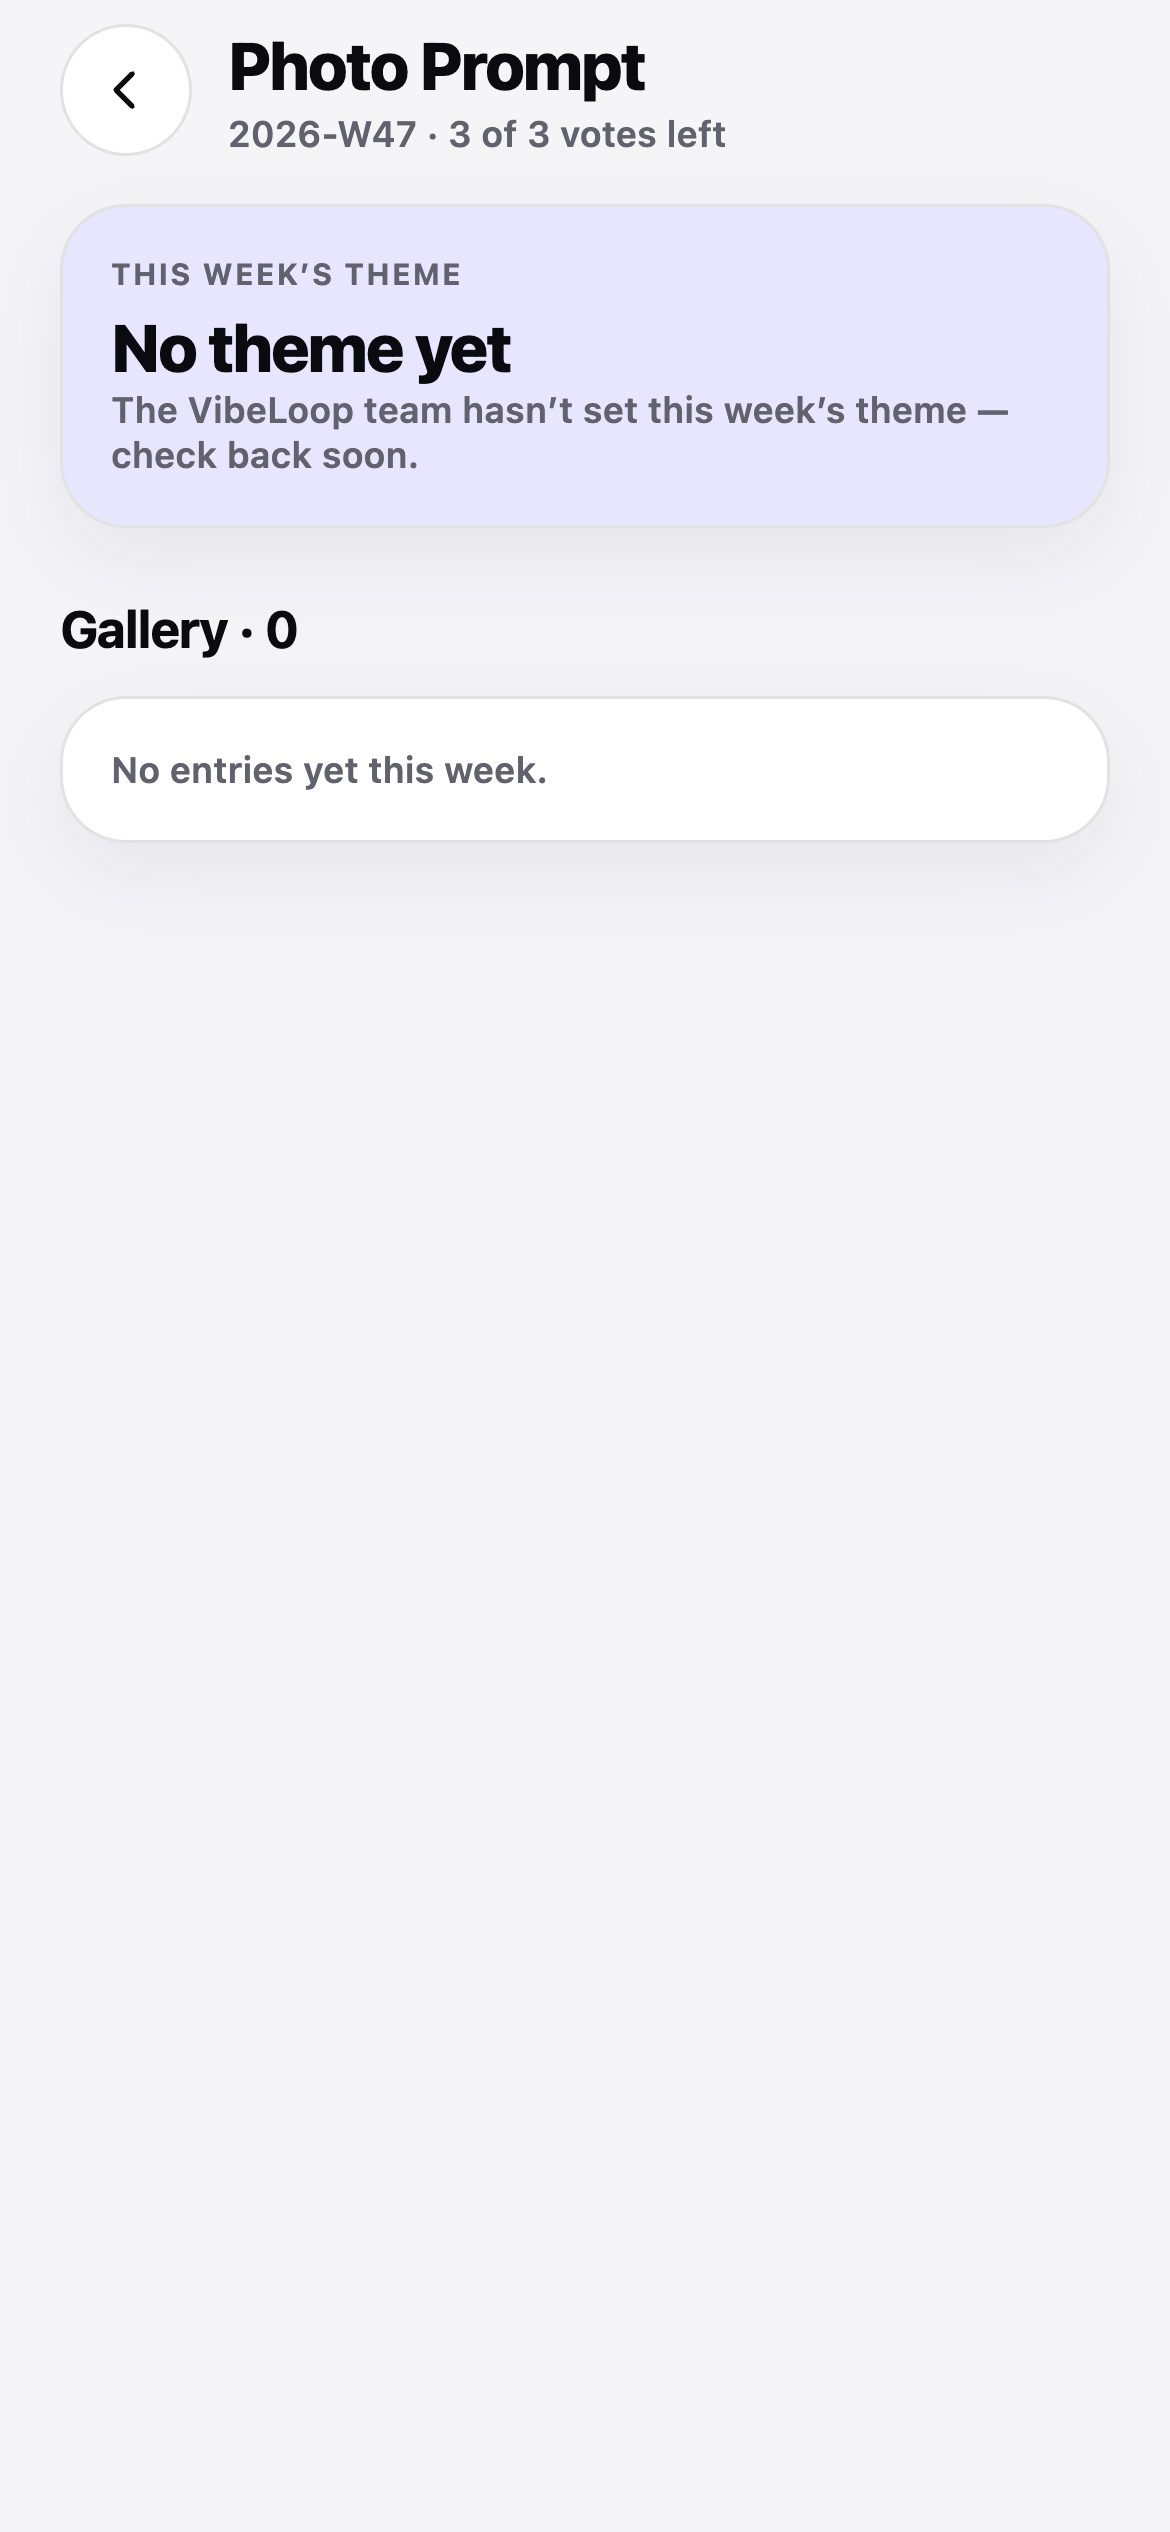 Photo Prompt
2026-W47 · 3 of 3 votes left
THIS WEEK’S THEME
No theme yet
The VibeLoop team hasn’t set this week’s theme —
check back soon.
Gallery · 0
No entries yet this week.